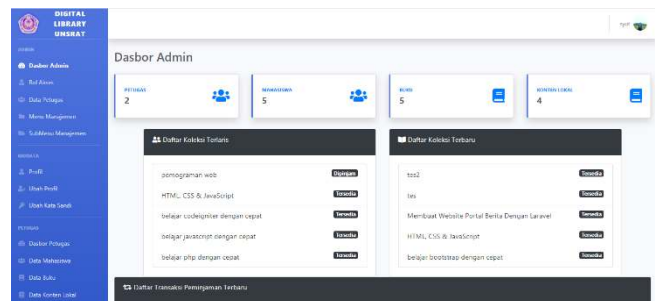 DIGITAL
LIBRARY
UNSRAT
Dasbor Admin
Data Petugas
Menu Manajemen
SubMenu Manajemen
Profil
Ubah Profil
Ubah Kata Sandi
PETUGAS
Dasbor Petugas
Data Mahasiswa
Data Buku
Data Konten Lokal
Dasbor Admin
PETUGAS
2
MAHASISWA
5
BUKU
5
KONTEN LOKAL
4
Daftar Koleksi Terlaris
pemograman web Dipinjam
HTML, CSS & JavaScript Tersedia
belajar codeigniter dengan cepat Tersedia
belajar javascript dengan cepat Tersedia
belajar php dengan cepat Tersedia
Daftar Koleksi Terbaru
tes2 Tersedia
tes Tersedia
Membuat Website Portal Berita Dengan Laravel Tersedia
HTML, CSS & JavaScript Tersedia
belajar bootstrap dengan cepat Tersedia
Daftar Transaksi Peminjaman Terbaru